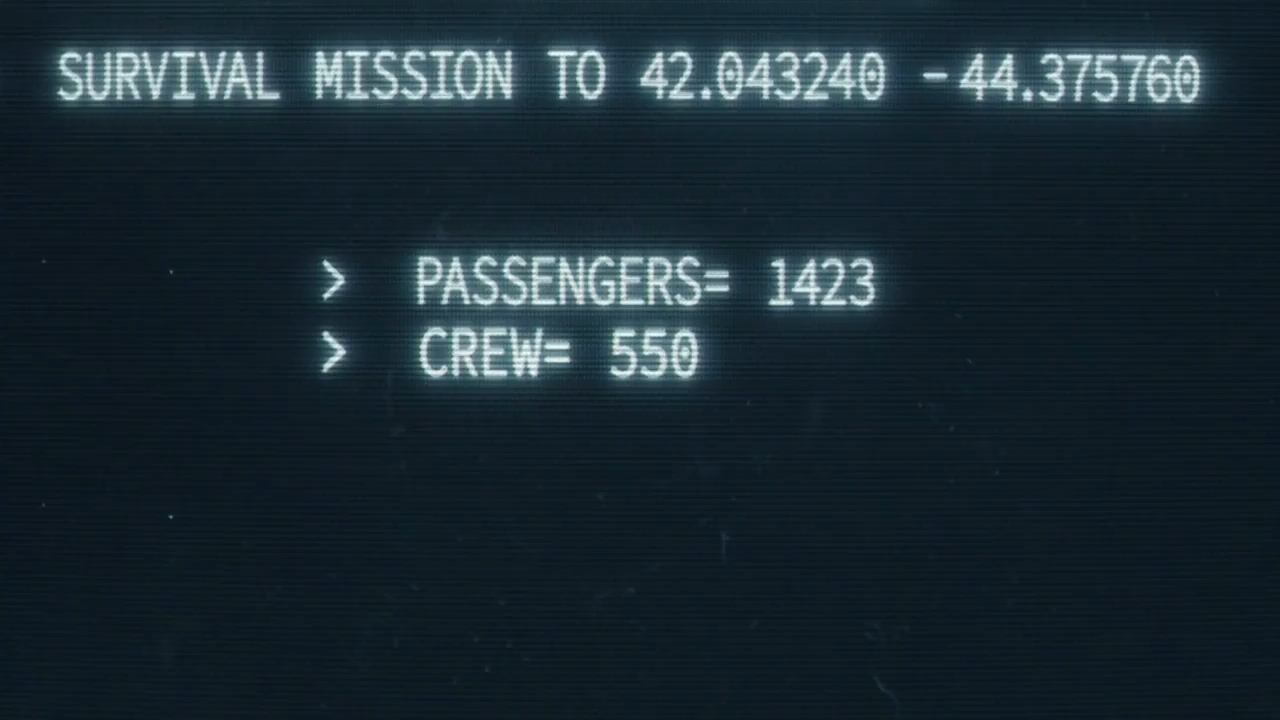 SURVIVAL MISSION TO 42.043240 -44.375760
> PASSENGERS= 1423
> CREW= 550